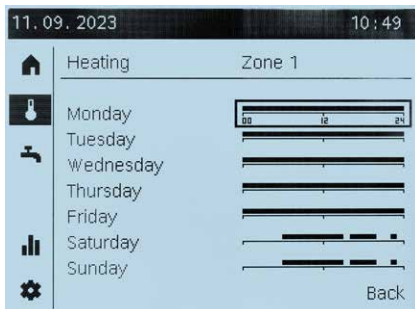 11.09.2023 10:49
Heating Zone 1
Monday
00 12 24
Tuesday
Wednesday
Thursday
Friday
Saturday
Sunday
Back